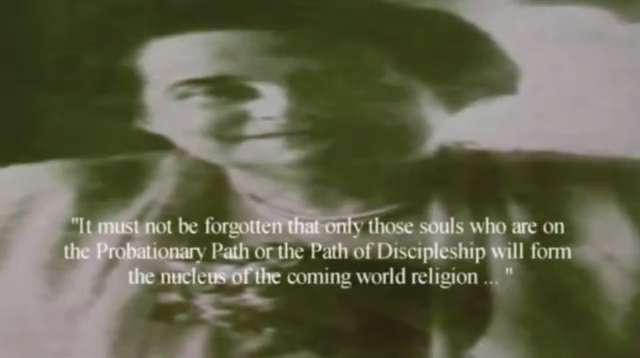 "It must not be forgotten that only those souls who are on
the Probationary Path or the Path of Discipleship will form
the nucleus of the coming world religion ... "